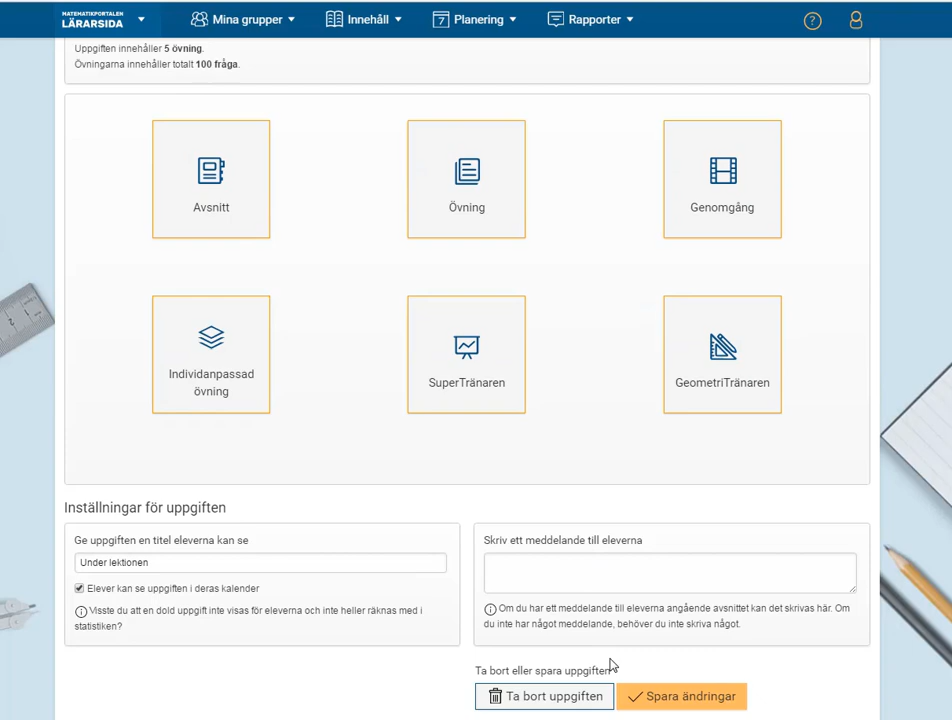 MATEMATIKPORTALEN
LÄRARSIDA
Mina grupper
Innehåll
7 Planering
Rapporter
?
Uppgiften innehåller 5 övning.
Övningarna innehåller totalt 100 fråga.
Avsnitt
Övning
Genomgång
Individanpassad
övning
SuperTränaren
GeometriTränaren
Inställningar för uppgiften
Ge uppgiften en titel eleverna kan se
Under lektionen
Elever kan se uppgiften i deras kalender
Visste du att en dold uppgift inte visas för eleverna och inte heller räknas med i
statistiken?
Skriv ett meddelande till eleverna
Om du har ett meddelande till eleverna angående avsnittet kan det skrivas här. Om
du inte har något meddelande, behöver du inte skriva något.
Ta bort eller spara uppgiften
Ta bort uppgiften
Spara ändringar